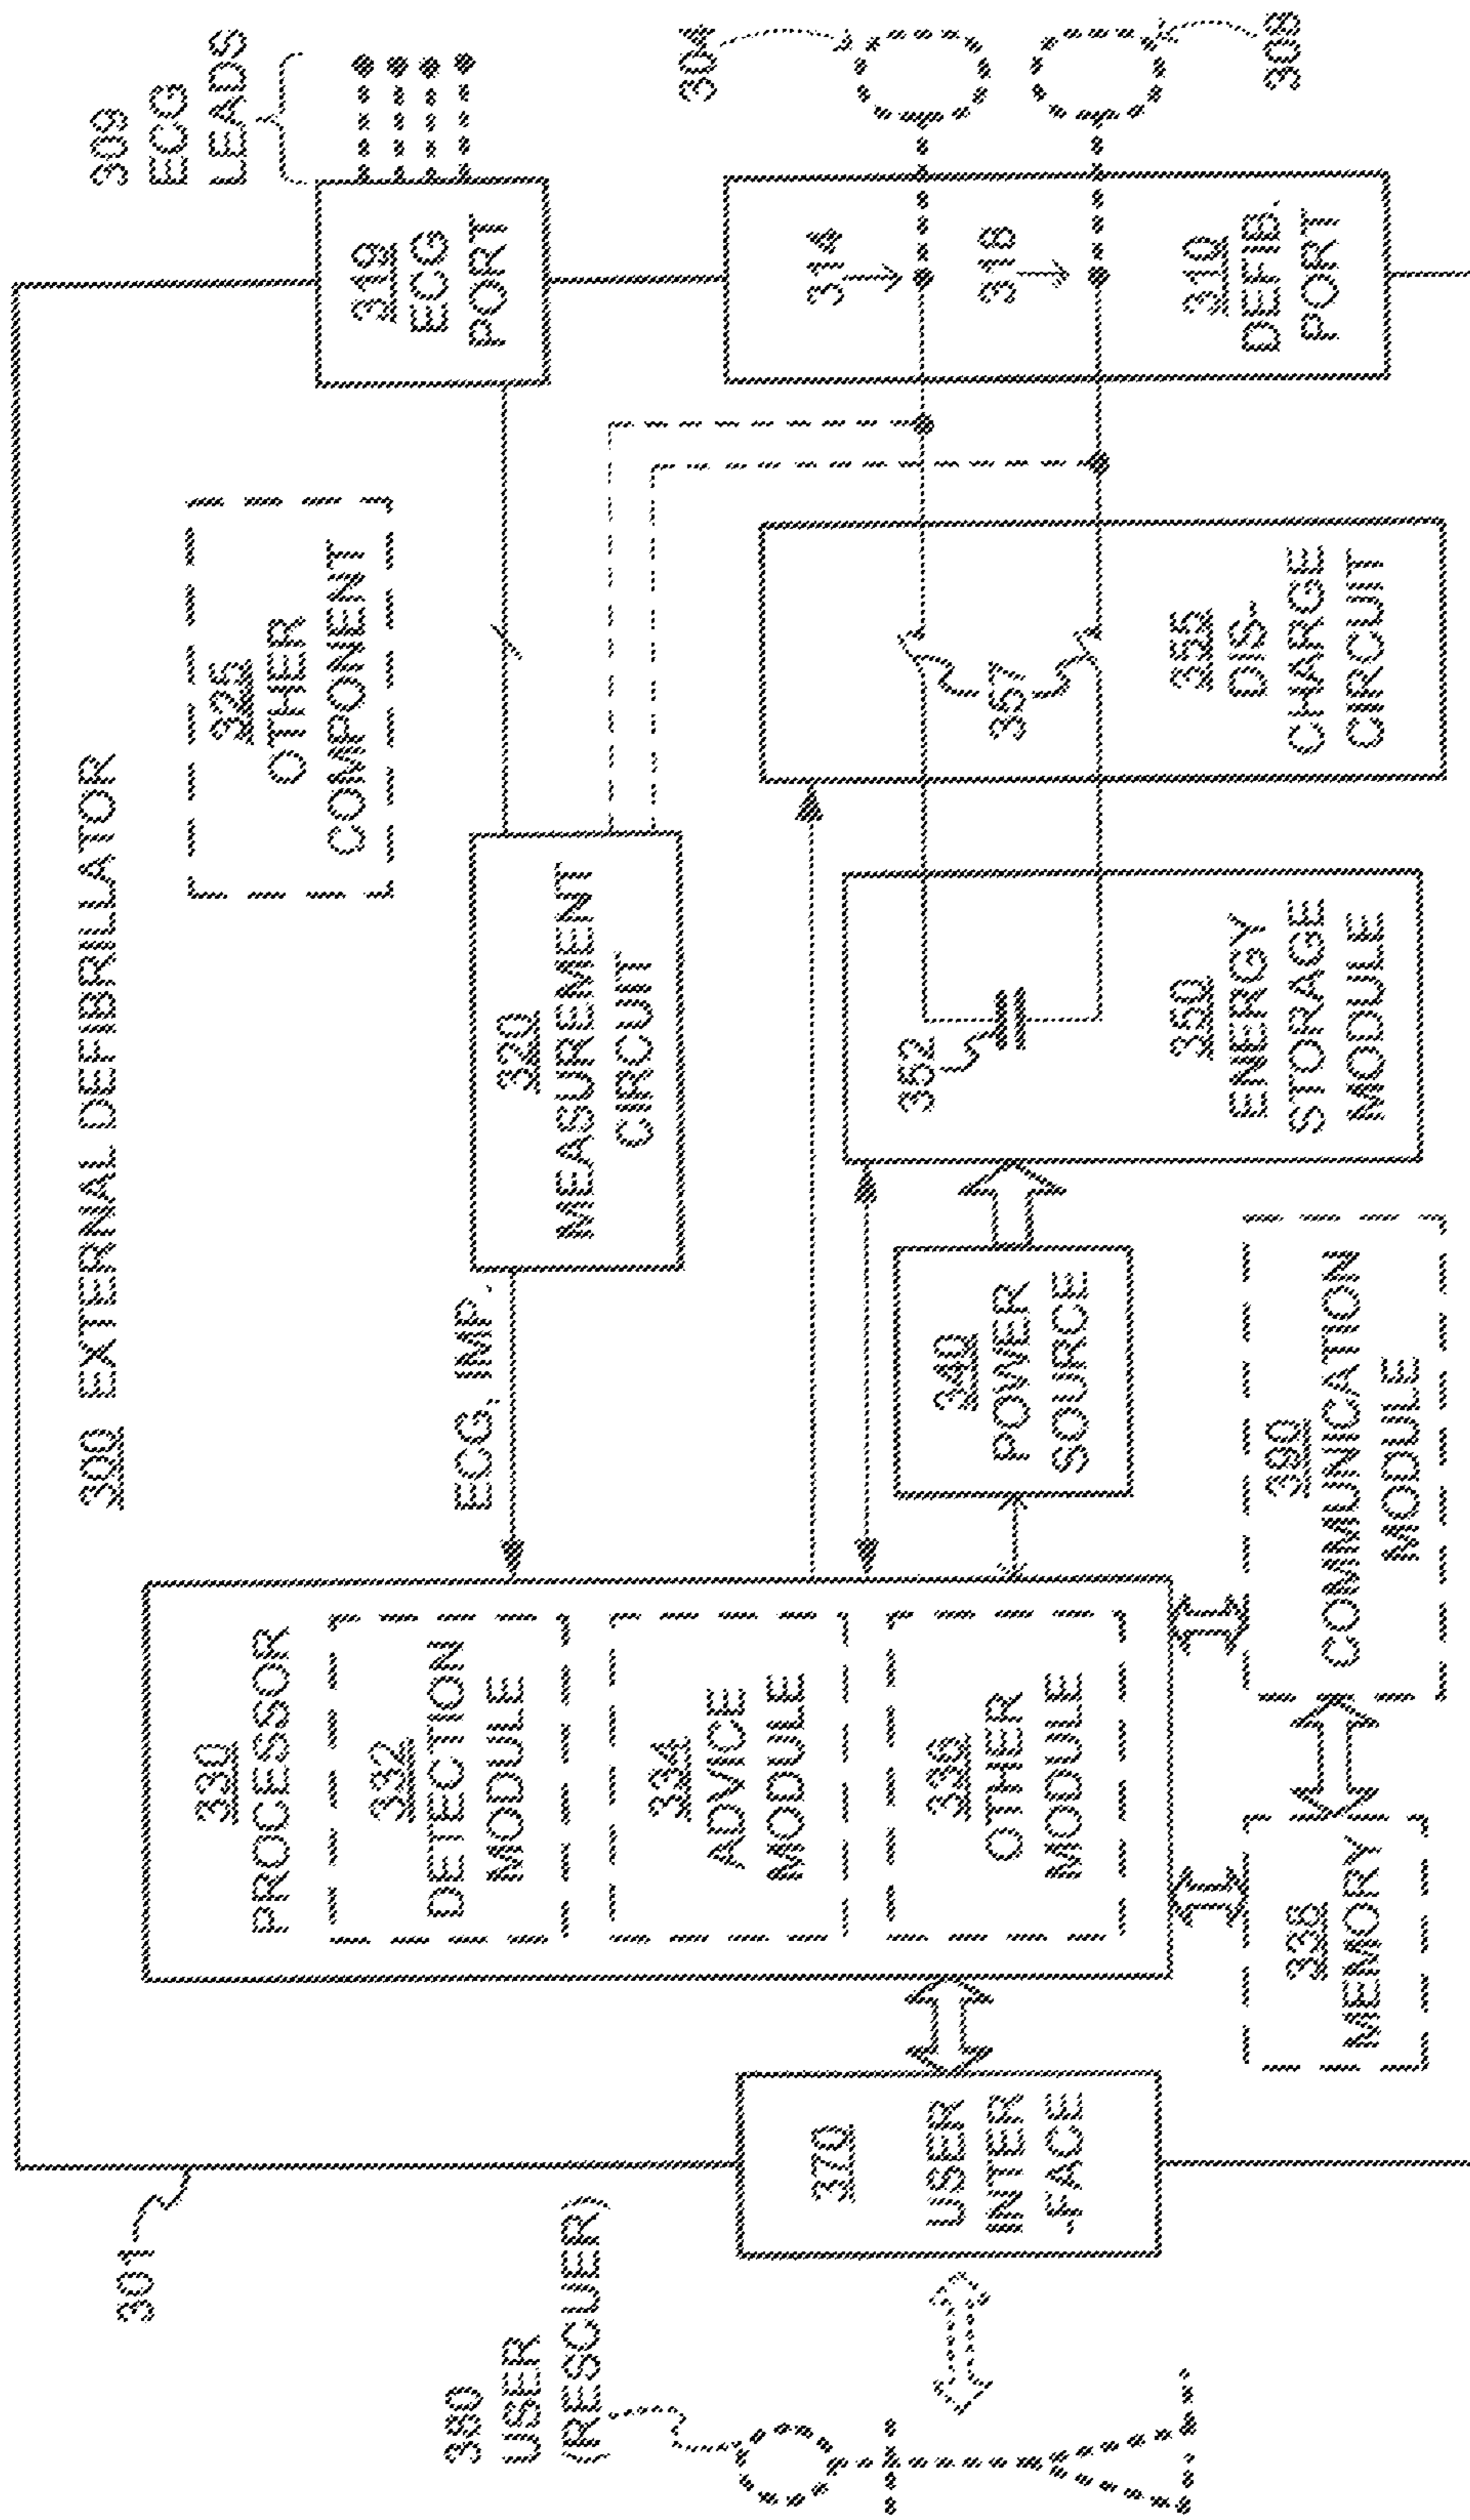 300 EXTERNAL DEFIBRILLATOR
301
309
ECG
LEADS
319
ECG
PORT
325
OTHER
COMPONENT
330
PROCESSOR
332
DETECTION
MODULE
334
ADVICE
MODULE
336
OTHER
MODULE
ECG, IMP.
320
MEASUREMENT
CIRCUIT
304
308
314
318
310
DEFIB.
PORT
357
355
DIS-
CHARGE
CIRCUIT
352
350
ENERGY
STORAGE
MODULE
340
POWER
SOURCE
380
USER
(RESCUER)
370
USER
INTER
-FACE
338
MEMORY
390
COMMUNICATION
MODULE